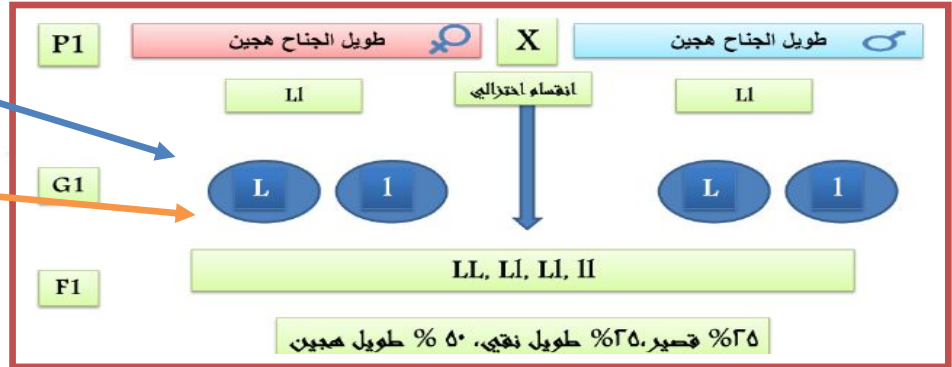 P1 طويل الجناح هجين X طويل الجناح هجين
Ll انقسام اختزالي Ll
G1 L l L l
F1 LL, Ll, Ll, ll
٢٥% قصير ،٢٥% طويل نقي، ٥٠ % طويل هجين